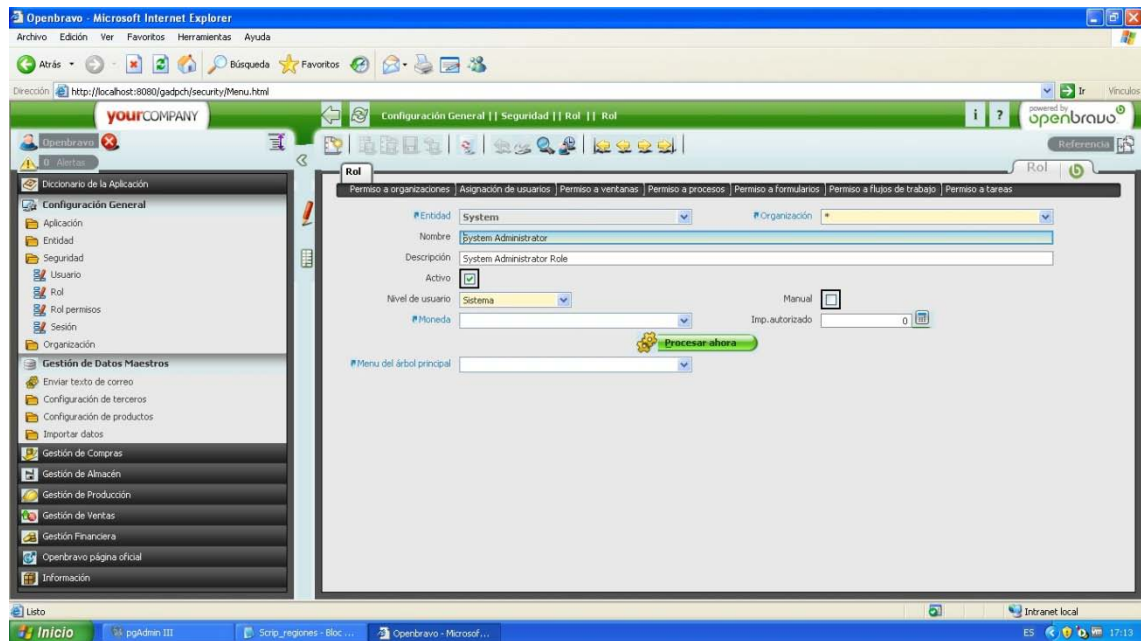 Openbravo - Microsoft Internet Explorer
Archivo Edición Ver Favoritos Herramientas Ayuda
Atrás Búsqueda Favoritos
Dirección http://localhost:8080/gadpch/security/Menu.html Ir Vínculos
yourCOMPANY
Configuración General || Seguridad || Rol || Rol
i ?
powered by openbravo
Openbravo
Referencia
0 Alertas
Rol
Rol
Diccionario de la Aplicación
Configuración General
Aplicación
Entidad
Seguridad
Usuario
Rol
Rol permisos
Sesión
Organización
Gestión de Datos Maestros
Enviar texto de correo
Configuración de terceros
Configuración de productos
Importar datos
Gestión de Compras
Gestión de Almacén
Gestión de Producción
Gestión de Ventas
Gestión Financiera
Openbravo página oficial
Información
Permiso a organizaciones Asignación de usuarios Permiso a ventanas Permiso a procesos Permiso a formularios Permiso a flujos de trabajo Permiso a tareas
Entidad System Organización *
Nombre System Administrator
Descripción System Administrator Role
Activo
Nivel de usuario Sistema Manual
Moneda Imp.autorizado 0
Procesar ahora
Menu del árbol principal
Listo Intranet local
Inicio pgAdmin III Scrip_regiones - Bloc ... Openbravo - Microsof... ES 17:13